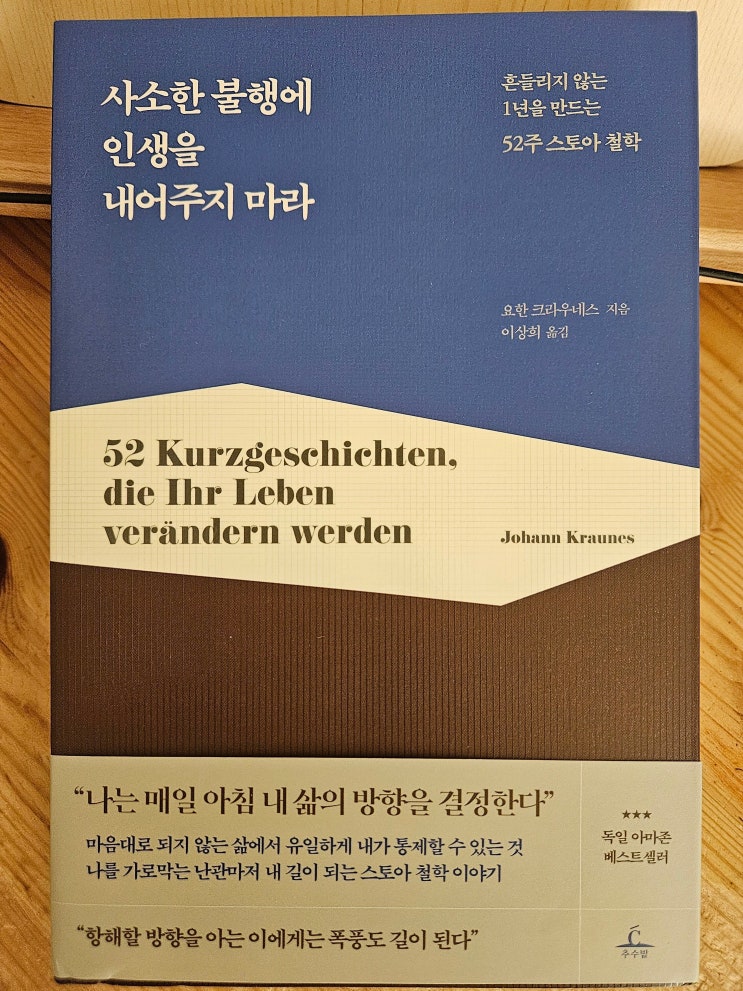 사소한 불행에
인생을
내어주지 마라
흔들리지 않는
1년을 만드는
52주 스토아 철학
요한 크라우네스 지음
이상희 옮김
52 Kurzgeschichten,
die Ihr Leben
verändern werden
Johann Kraunes
“나는 매일 아침 내 삶의 방향을 결정한다”
마음대로 되지 않는 삶에서 유일하게 내가 통제할 수 있는 것
나를 가로막는 난관마저 내 길이 되는 스토아 철학 이야기
★★★
독일 아마존
베스트셀러
“항해할 방향을 아는 이에게는 폭풍도 길이 된다”
추수밭